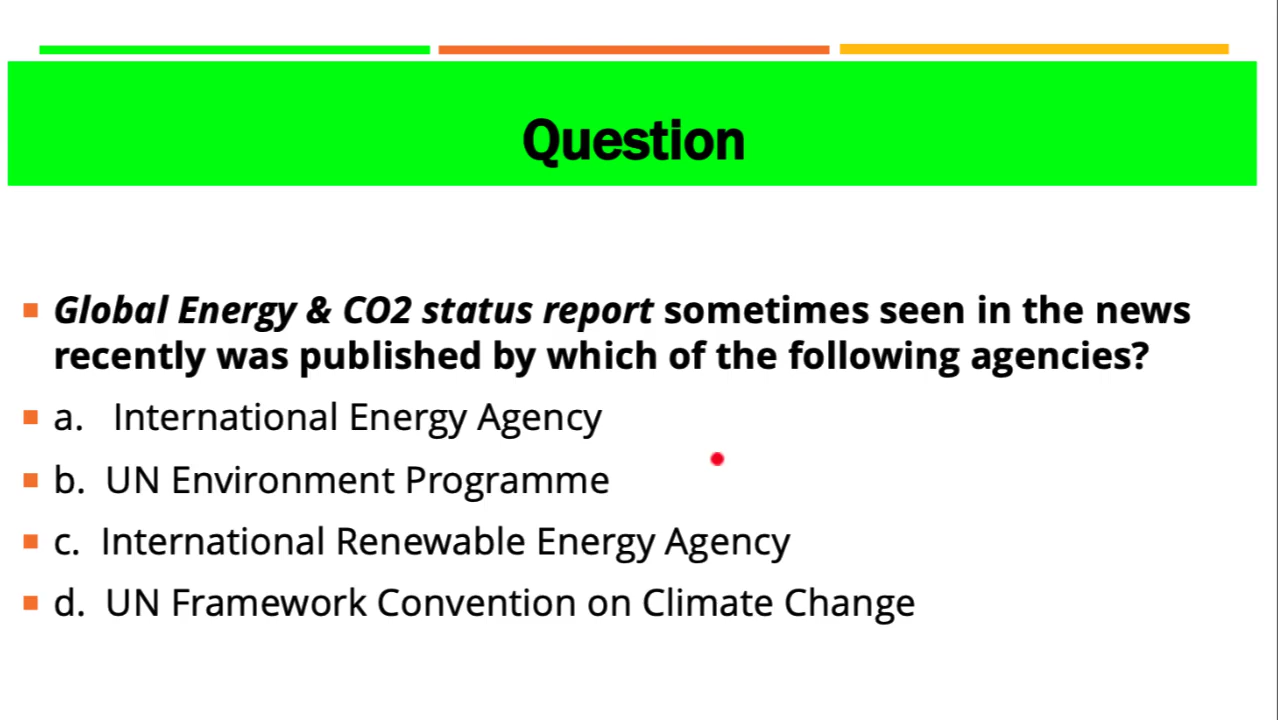 Question
Global Energy & CO2 status report sometimes seen in the news
recently was published by which of the following agencies?
a. International Energy Agency
b. UN Environment Programme
c. International Renewable Energy Agency
d. UN Framework Convention on Climate Change